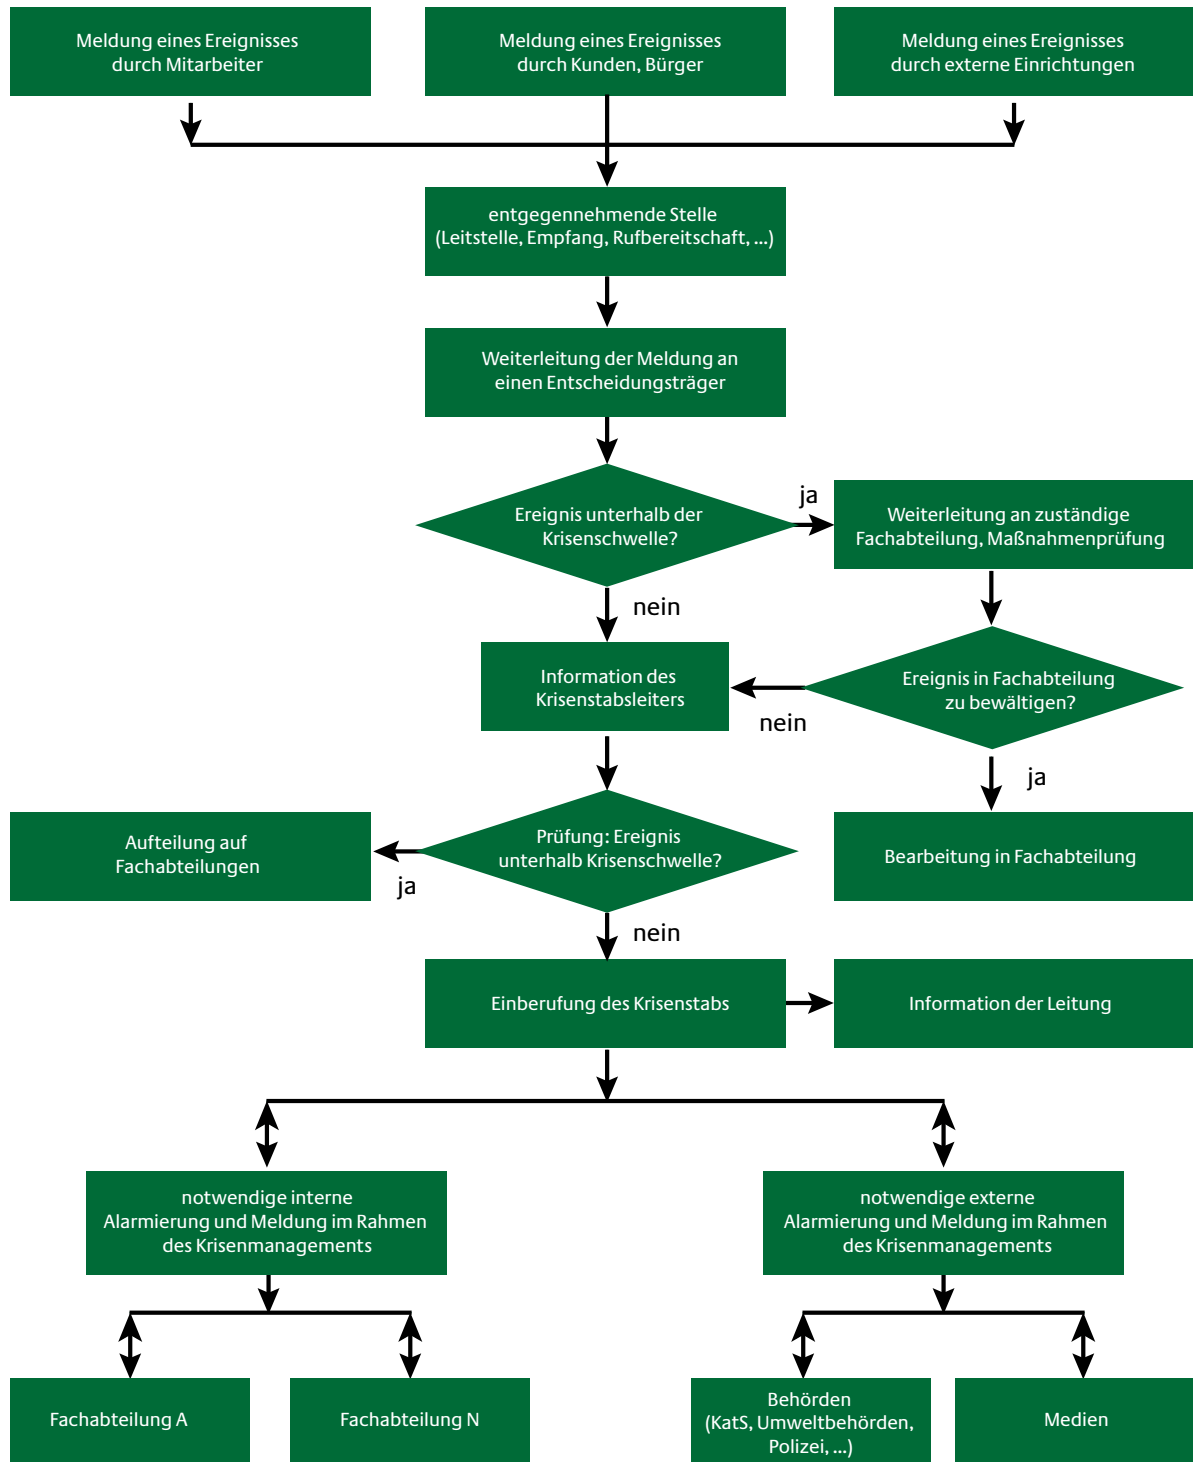 Meldung eines Ereignisses
durch Mitarbeiter
Meldung eines Ereignisses
durch Kunden, Bürger
Meldung eines Ereignisses
durch externe Einrichtungen
entgegennehmende Stelle
(Leitstelle, Empfang, Rufbereitschaft, ...)
Weiterleitung der Meldung an
einen Entscheidungsträger
Ereignis unterhalb der
Krisenschwelle?
ja
Weiterleitung an zuständige
Fachabteilung, Maßnahmenprüfung
nein
Information des
Krisenstabsleiters
Ereignis in Fachabteilung
zu bewältigen?
nein
ja
Aufteilung auf
Fachabteilungen
Prüfung: Ereignis
unterhalb Krisenschwelle?
ja
Bearbeitung in Fachabteilung
nein
Einberufung des Krisenstabs
Information der Leitung
notwendige interne
Alarmierung und Meldung im Rahmen
des Krisenmanagements
notwendige externe
Alarmierung und Meldung im Rahmen
des Krisenmanagements
Fachabteilung A
Fachabteilung N
Behörden
(KatS, Umweltbehörden,
Polizei, ...)
Medien